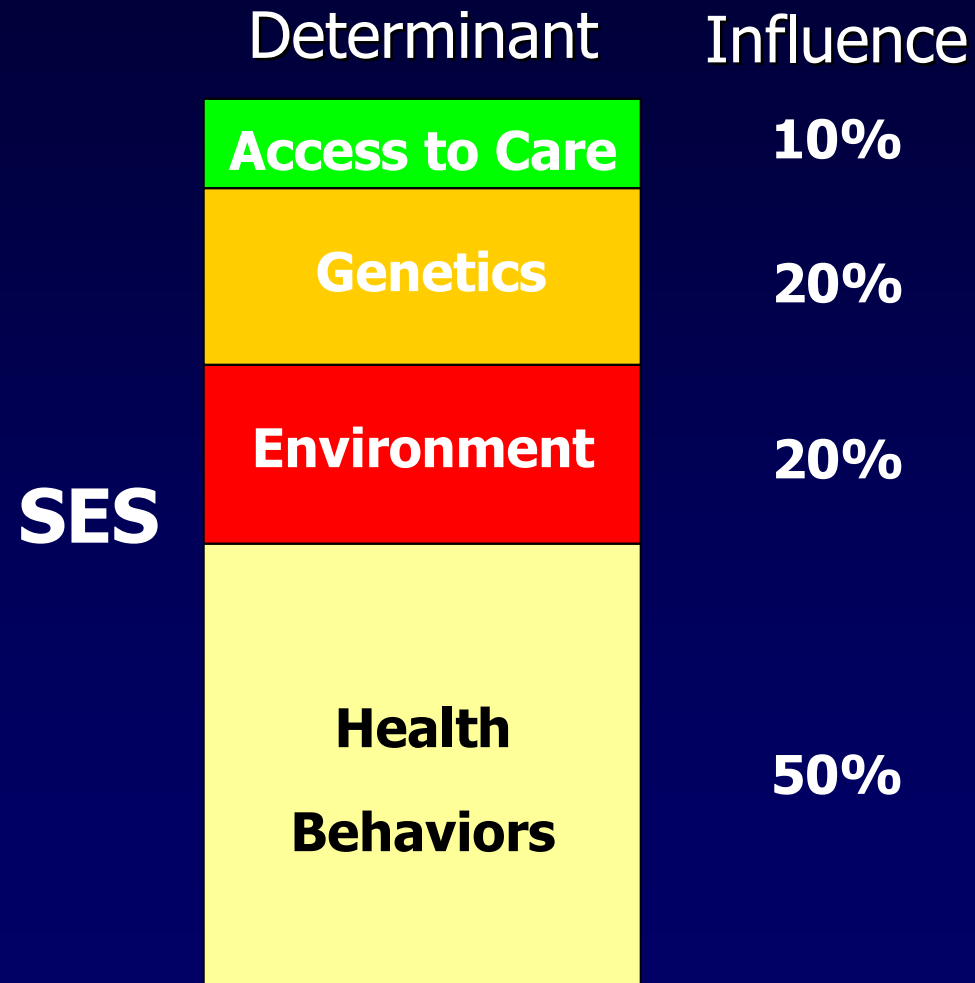 Determinant Influence
Access to Care 10%
Genetics 20%
Environment 20%
SES
Health
Behaviors
50%